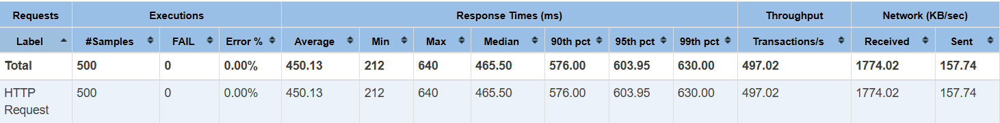 Requests Executions Response Times (ms) Throughput Network (KB/sec)
Label #Samples FAIL Error % Average Min Max Median 90th pct 95th pct 99th pct Transactions/s Received Sent
Total 500 0 0.00% 450.13 212 640 465.50 576.00 603.95 630.00 497.02 1774.02 157.74
HTTP 500 0 0.00% 450.13 212 640 465.50 576.00 603.95 630.00 497.02 1774.02 157.74
Request